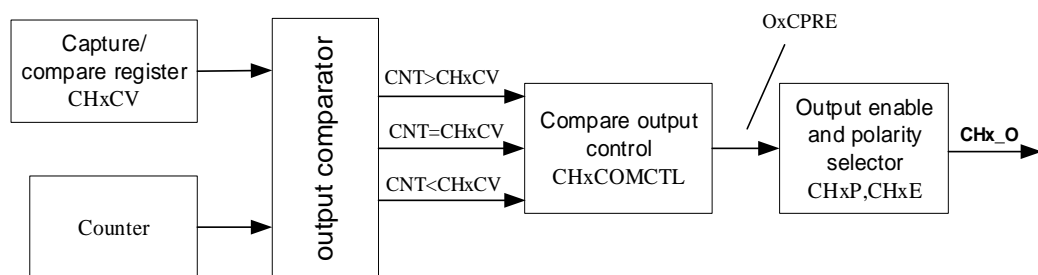 Capture/
compare register
CHxCV
Counter
output comparator
CNT>CHxCV
CNT=CHxCV
CNT<CHxCV
Compare output
control
CHxCOMCTL
OxCPRE
Output enable
and polarity
selector
CHxP,CHxE
CHx_O